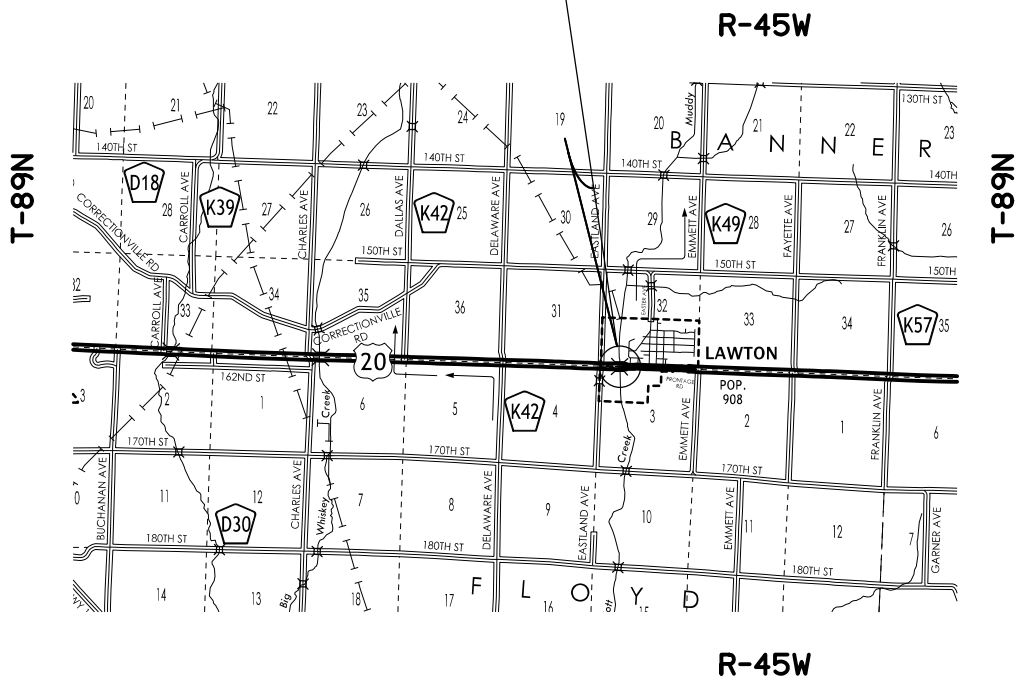 R-45W
T-89N
T-89N
20
21
22
23
24
19
20
Muddy
21
22
130TH ST
23
B A N N E R
140TH ST
140TH ST
140TH ST
140TH
D18
28
CARROLL AVE
K39
27
CHARLES AVE
26
DALLAS AVE
K42
25
DELAWARE AVE
30
EASTLAND AVE
29
EMMETT AVE
K49
28
FAYETTE AVE
27
FRANKLIN AVE
26
CORRECTIONVILLE RD
150TH ST
150TH ST
150TH
32
33
CARROLL AVE
34
35
CORRECTIONVILLE
RD
36
31
32
33
34
K57
35
20
LAWTON
POP.
908
FRONTAGE
RD
162ND ST
3
2
1
Creek
6
5
K42
4
3
EMMETT AVE
2
1
FRANKLIN AVE
6
170TH ST
170TH ST
170TH ST
Creek
BUCHANAN AVE
11
12
CHARLES AVE
7
Whiskey
8
DELAWARE AVE
9
EASTLAND AVE
10
EMMETT AVE
11
12
7
GARNER AVE
D30
180TH ST
180TH ST
180TH ST
14
13
Big
18
17
16
15
F L O Y D
R-45W